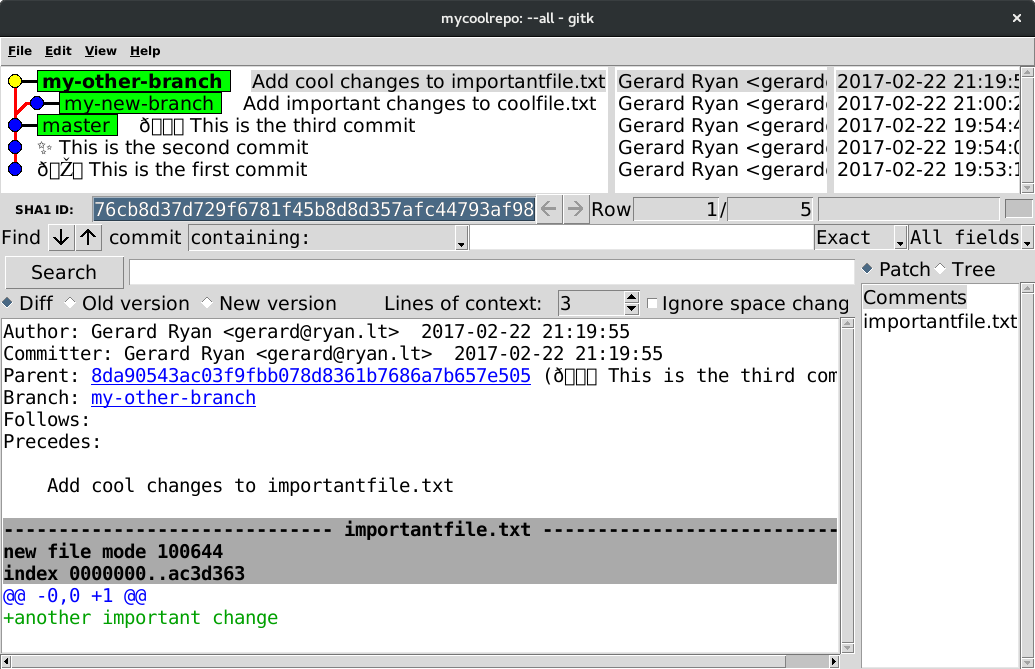 mycoolrepo: --all - gitk
File Edit View Help
my-other-branch Add cool changes to importantfile.txt Gerard Ryan <gerard 2017-02-22 21:19:5
my-new-branch Add important changes to coolfile.txt Gerard Ryan <gerard 2017-02-22 21:00:2
master ð▯▯▯ This is the third commit Gerard Ryan <gerard 2017-02-22 19:54:4
✨ This is the second commit Gerard Ryan <gerard 2017-02-22 19:54:0
ð▯Ž▯ This is the first commit Gerard Ryan <gerard 2017-02-22 19:53:1
SHA1 ID: 76cb8d37d729f6781f45b8d8d357afc44793af98 ← → Row 1 / 5
Find ↓ ↑ commit containing: Exact All fields
Search
Patch Tree
Diff Old version New version Lines of context: 3 Ignore space chang
Comments
importantfile.txt
Author: Gerard Ryan <gerard@ryan.lt> 2017-02-22 21:19:55
Committer: Gerard Ryan <gerard@ryan.lt> 2017-02-22 21:19:55
Parent: 8da90543ac03f9fbb078d8361b7686a7b657e505 (ð▯▯▯ This is the third com
Branch: my-other-branch
Follows:
Precedes:
Add cool changes to importantfile.txt
------------------------------ importantfile.txt ---------------------------
new file mode 100644
index 0000000..ac3d363
@@ -0,0 +1 @@
+another important change